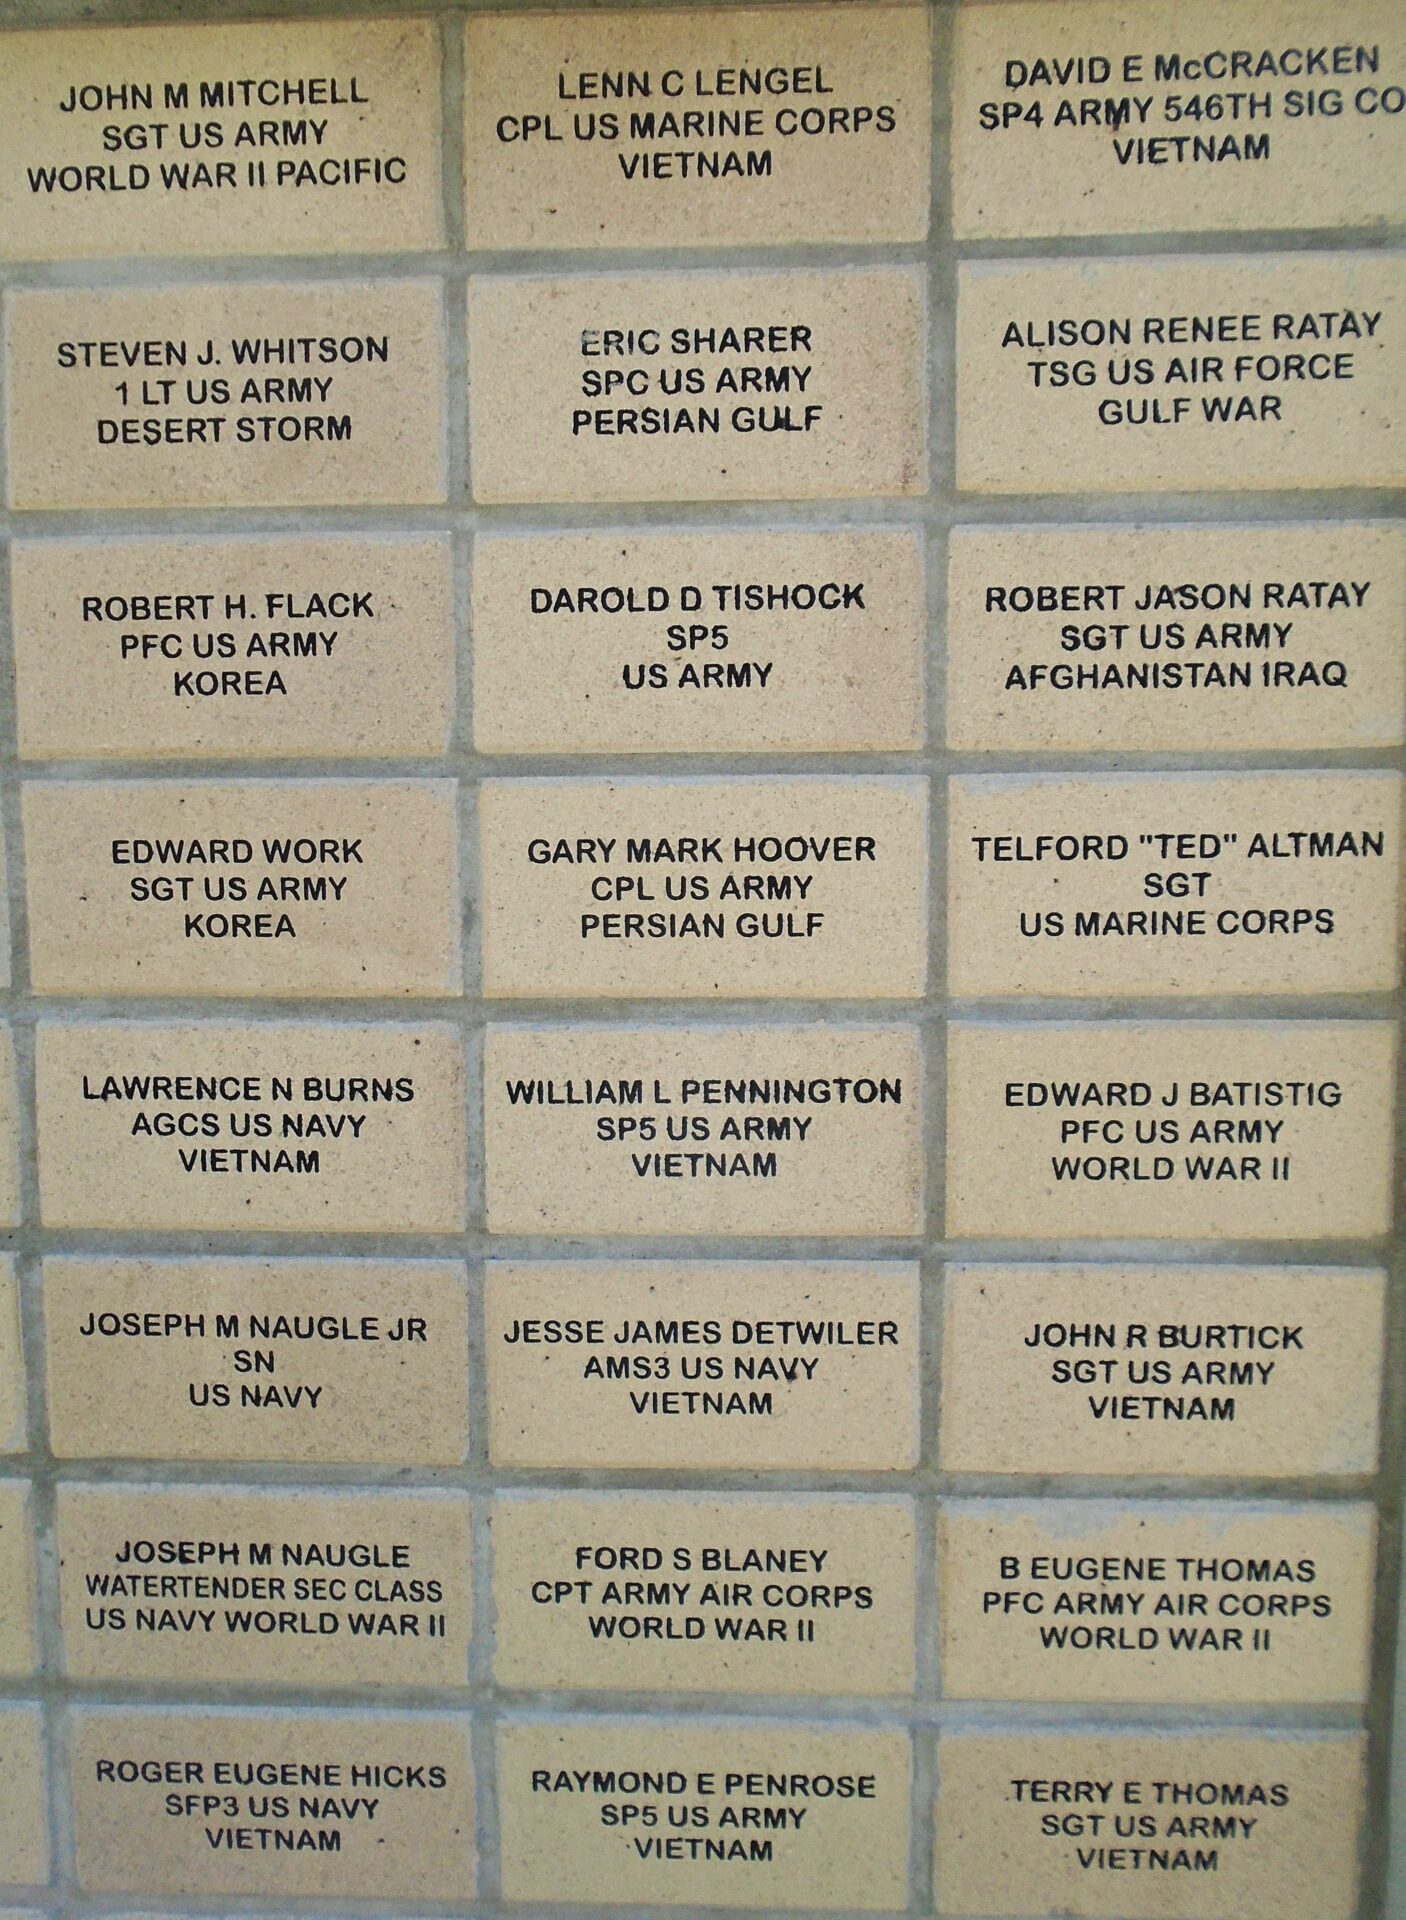 JOHN M MITCHELL
SGT US ARMY
WORLD WAR II PACIFIC
LENN C LENGEL
CPL US MARINE CORPS
VIETNAM
DAVID E McCRACKEN
SP4 ARMY 546TH SIG CO
VIETNAM
STEVEN J. WHITSON
1 LT US ARMY
DESERT STORM
ERIC SHARER
SPC US ARMY
PERSIAN GULF
ALISON RENEE RATAY
TSG US AIR FORCE
GULF WAR
ROBERT H. FLACK
PFC US ARMY
KOREA
DAROLD D TISHOCK
SP5
US ARMY
ROBERT JASON RATAY
SGT US ARMY
AFGHANISTAN IRAQ
EDWARD WORK
SGT US ARMY
KOREA
GARY MARK HOOVER
CPL US ARMY
PERSIAN GULF
TELFORD "TED" ALTMAN
SGT
US MARINE CORPS
LAWRENCE N BURNS
AGCS US NAVY
VIETNAM
WILLIAM L PENNINGTON
SP5 US ARMY
VIETNAM
EDWARD J BATISTIG
PFC US ARMY
WORLD WAR II
JOSEPH M NAUGLE JR
SN
US NAVY
JESSE JAMES DETWILER
AMS3 US NAVY
VIETNAM
JOHN R BURTICK
SGT US ARMY
VIETNAM
JOSEPH M NAUGLE
WATERTENDER SEC CLASS
US NAVY WORLD WAR II
FORD S BLANEY
CPT ARMY AIR CORPS
WORLD WAR II
B EUGENE THOMAS
PFC ARMY AIR CORPS
WORLD WAR II
ROGER EUGENE HICKS
SFP3 US NAVY
VIETNAM
RAYMOND E PENROSE
SP5 US ARMY
VIETNAM
TERRY E THOMAS
SGT US ARMY
VIETNAM